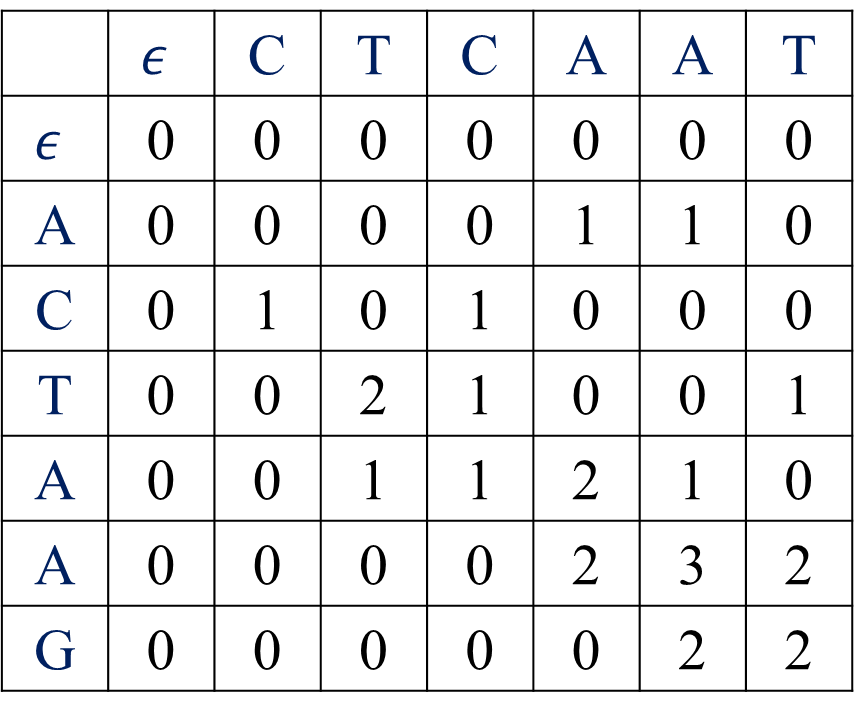 ϵ C T C A A T
ϵ 0 0 0 0 0 0 0
A 0 0 0 0 1 1 0
C 0 1 0 1 0 0 0
T 0 0 2 1 0 0 1
A 0 0 1 1 2 1 0
A 0 0 0 0 2 3 2
G 0 0 0 0 0 2 2